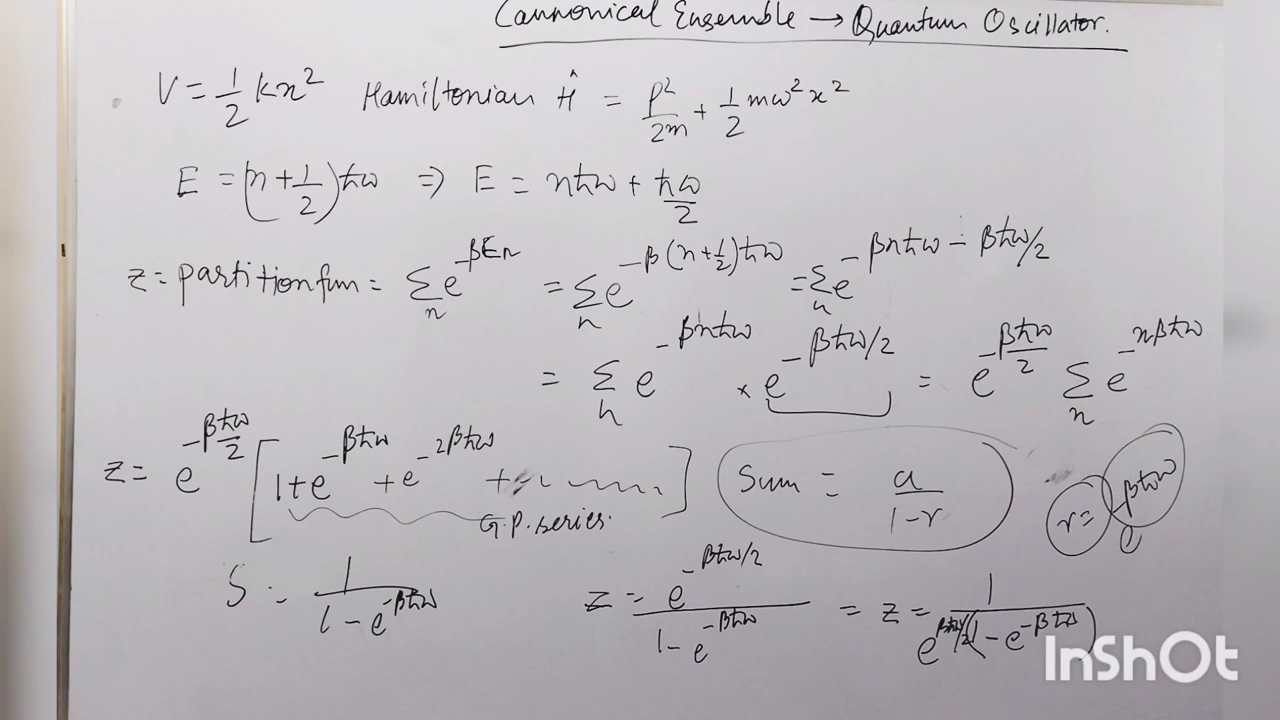 Cannonical Ensemble → Quantum Oscillator.
V = 1/2 kx² Hamiltonian Ĥ = p²/2m + 1/2 mω²x²
E = (n + 1/2)ħω ⇒ E = nħω + ħω/2
z = partition fun = Σₙ e^(-βEn) = Σₙ e^(-β(n+1/2)ħω) = Σₙ e^(-βnħω - βħω/2)
= Σₙ e^(-βnħω) × e^(-βħω/2) = e^(-βħω/2) Σₙ e^(-nβħω)
z = e^(-βħω/2) [1 + e^(-βħω) + e^(-2βħω) + ......] Sum = a/(1-r) r = e^(βħω)
G.P. series.
S = 1/(1 - e^(-βħω)) z = e^(-βħω/2)/(1 - e^(-βħω)) = z = 1/(e^(βħω/2)(1 - e^(-βħω)))
InShOt